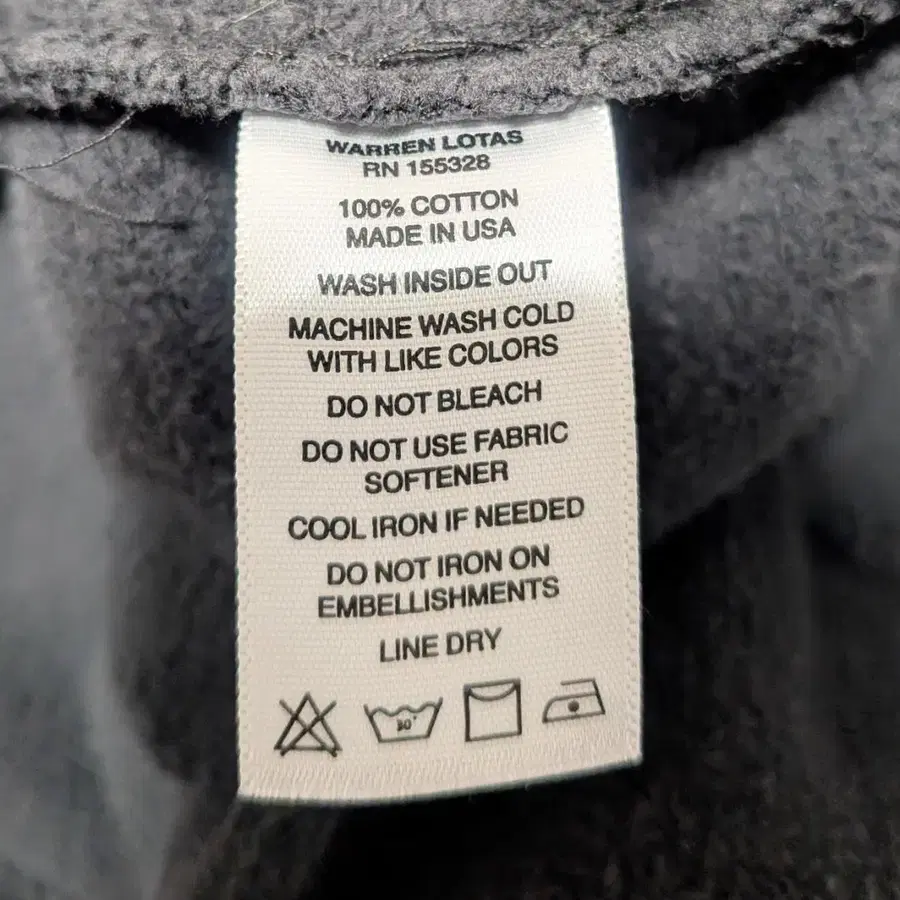 WARREN LOTAS
RN 155328
100% COTTON
MADE IN USA
WASH INSIDE OUT
MACHINE WASH COLD
WITH LIKE COLORS
DO NOT BLEACH
DO NOT USE FABRIC
SOFTENER
COOL IRON IF NEEDED
DO NOT IRON ON
EMBELLISHMENTS
LINE DRY
30°